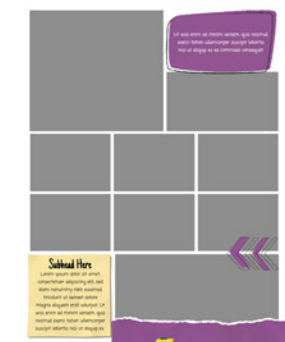 Ut wisi enim ad minim veniam, quis nostrud
exerci tation ullamcorper suscipit lobortis
nisl ut aliquip ex ea commodo consequat.
Subhead Here
Lorem ipsum dolor sit amet,
consectetuer adipiscing elit, sed
diam nonummy nibh euismod
tincidunt ut laoreet dolore
magna aliquam erat volutpat. Ut
wisi enim ad minim veniam, quis
nostrud exerci tation ullamcorper
suscipit lobortis nisl ut aliquip ex